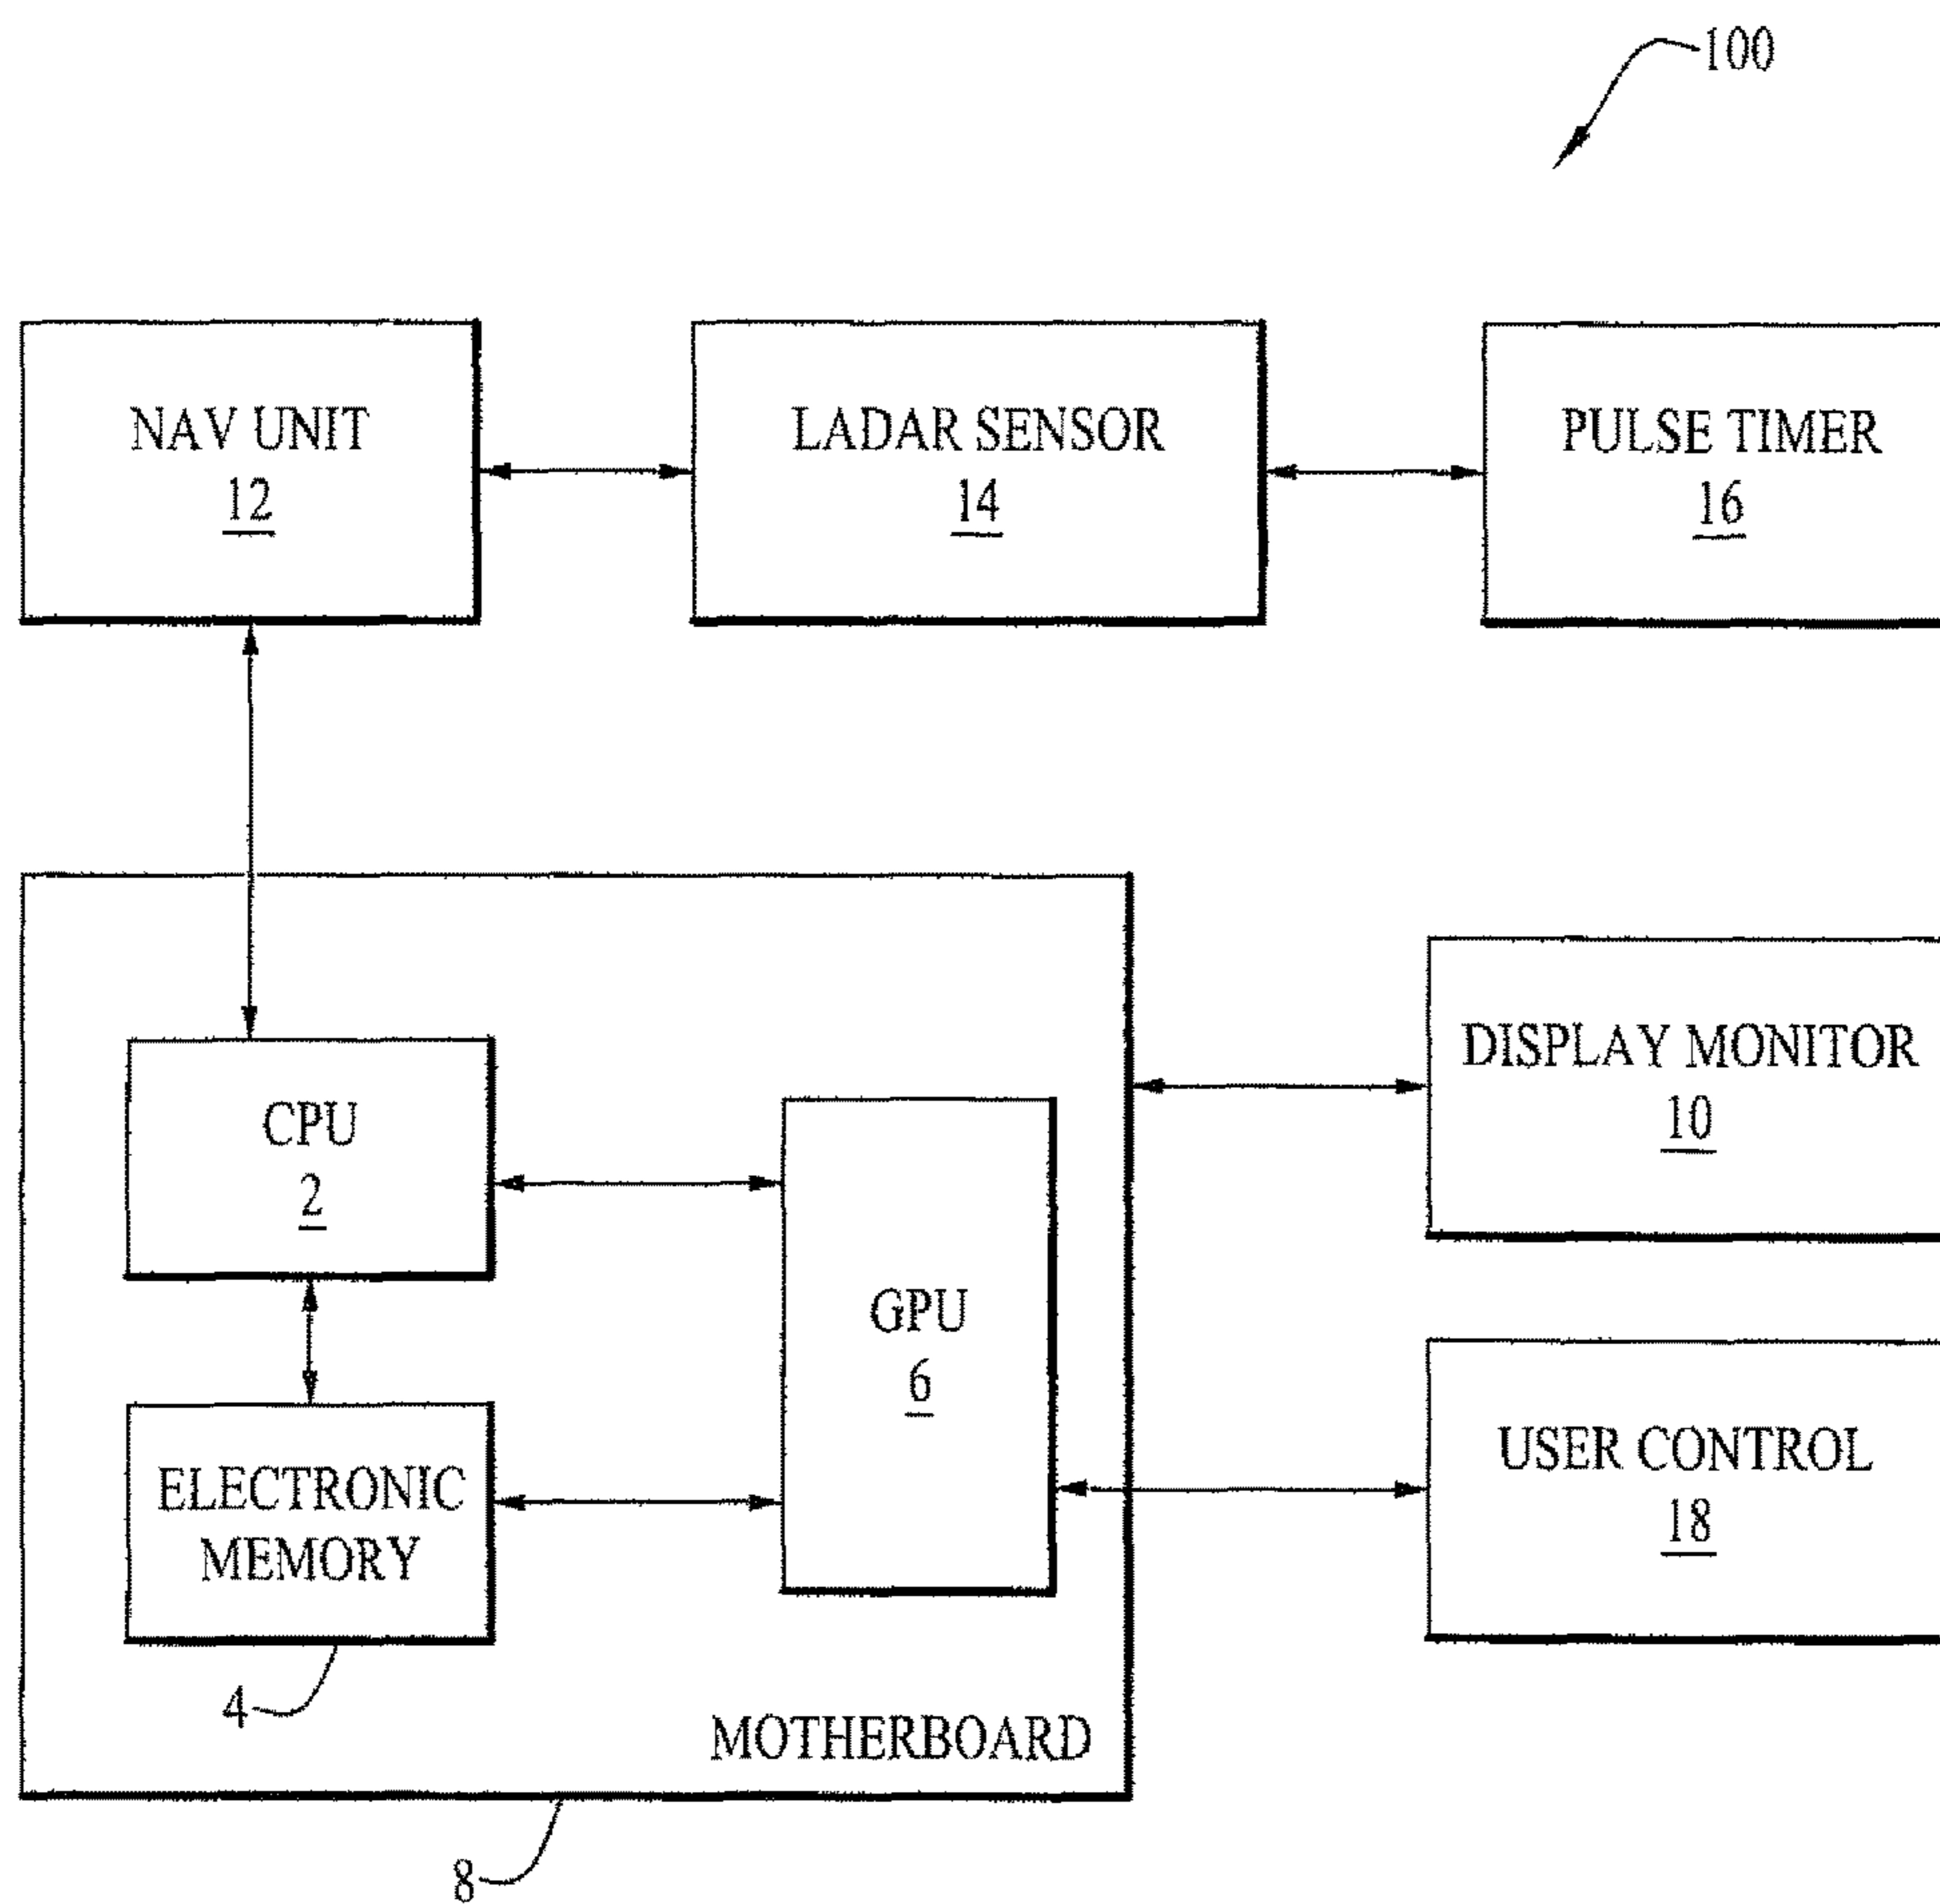 100
NAV UNIT
12
LADAR SENSOR
14
PULSE TIMER
16
CPU
2
GPU
6
ELECTRONIC
MEMORY
4
MOTHERBOARD
8
DISPLAY MONITOR
10
USER CONTROL
18